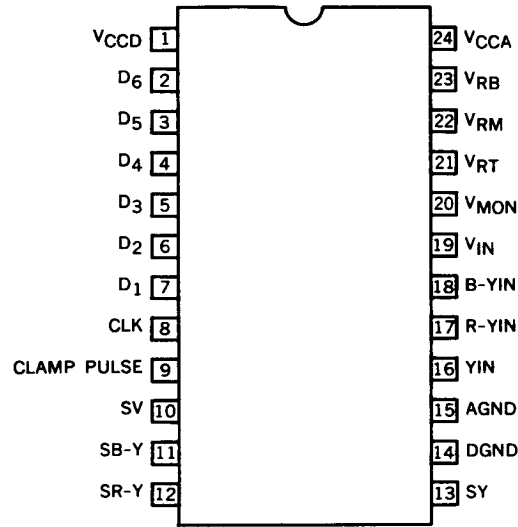 VCCD 1 24 VCCA
D6 2 23 VRB
D5 3 22 VRM
D4 4 21 VRT
D3 5 20 VMON
D2 6 19 VIN
D1 7 18 B-YIN
CLK 8 17 R-YIN
CLAMP PULSE 9 16 YIN
SV 10 15 AGND
SB-Y 11 14 DGND
SR-Y 12 13 SY